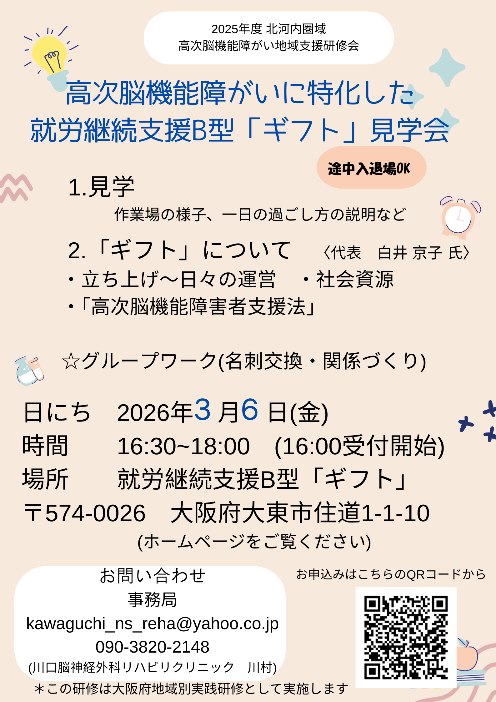 2025年度 北河内圏域
高次脳機能障がい地域支援研修会
高次脳機能障がいに特化した
就労継続支援B型「ギフト」見学会
途中入退場OK
1.見学
作業場の様子、一日の過ごし方の説明など
2.「ギフト」について 〈代表 白井 京子 氏〉
・立ち上げ～日々の運営 ・社会資源
・「高次脳機能障害者支援法」
☆グループワーク(名刺交換・関係づくり)
日にち 2026年3月6日(金)
時間 16:30~18:00 (16:00受付開始)
場所 就労継続支援B型「ギフト」
〒574-0026 大阪府大東市住道1-1-10
(ホームページをご覧ください)
お問い合わせ
事務局
kawaguchi_ns_reha@yahoo.co.jp
090-3820-2148
(川口脳神経外科リハビリクリニック 川村)
お申込みはこちらのQRコードから
＊この研修は大阪府地域別実践研修として実施します